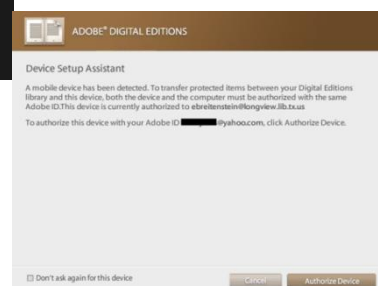 ADOBE® DIGITAL EDITIONS
Device Setup Assistant
A mobile device has been detected. To transfer protected items between your Digital Editions
library and this device, both the device and the computer must be authorized with the same
Adobe ID.This device is currently authorized to ebreitenstein@longview.lib.tx.us
To authorize this device with your Adobe ID @yahoo.com, click Authorize Device.
Don't ask again for this device
Cancel
Authorize Device